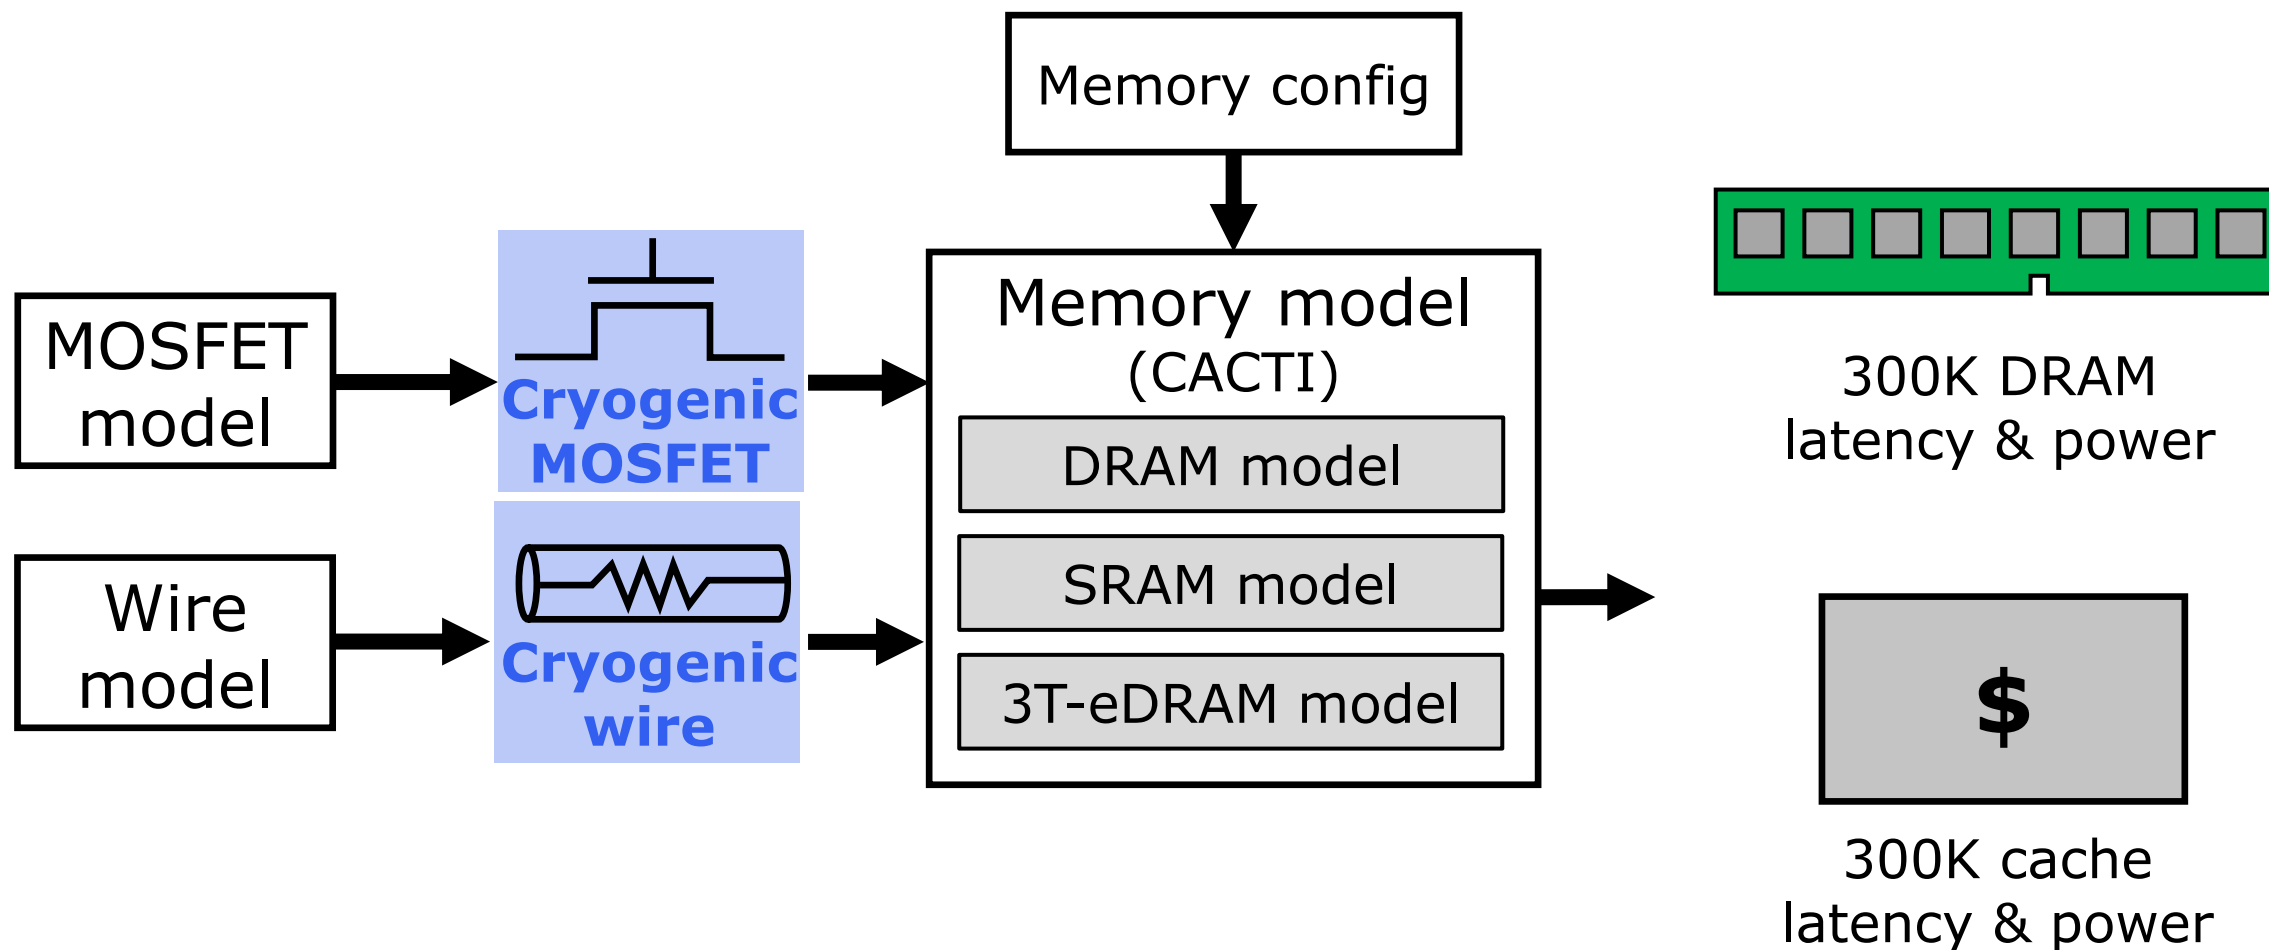 Memory config
MOSFET
model
Cryogenic
MOSFET
Wire
model
Cryogenic
wire
Memory model
(CACTI)
DRAM model
SRAM model
3T-eDRAM model
300K DRAM
latency & power
$
300K cache
latency & power